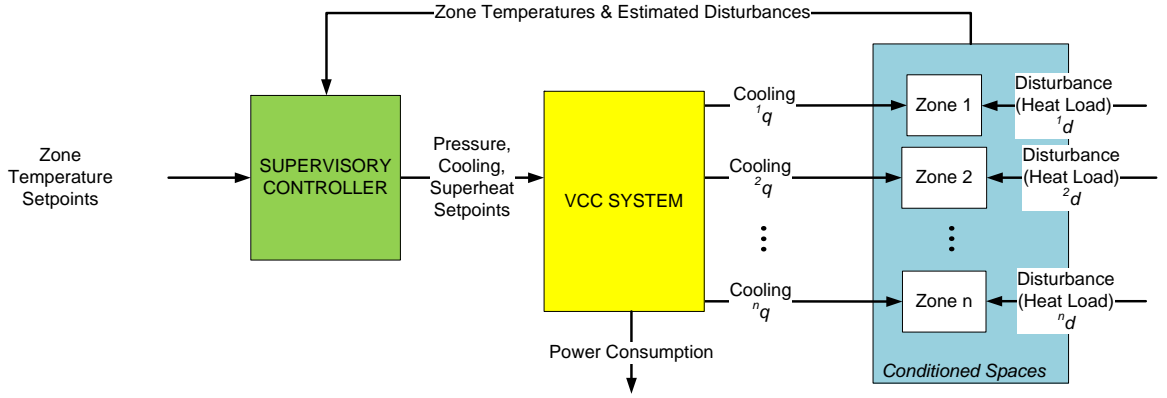 Zone Temperatures & Estimated Disturbances
Zone
Temperature
Setpoints
SUPERVISORY
CONTROLLER
Pressure,
Cooling,
Superheat
Setpoints
VCC SYSTEM
Power Consumption
Cooling
¹q
Cooling
²q
Cooling
ⁿq
Zone 1
Zone 2
Zone n
Conditioned Spaces
Disturbance
(Heat Load)
¹d
Disturbance
(Heat Load)
²d
Disturbance
(Heat Load)
ⁿd